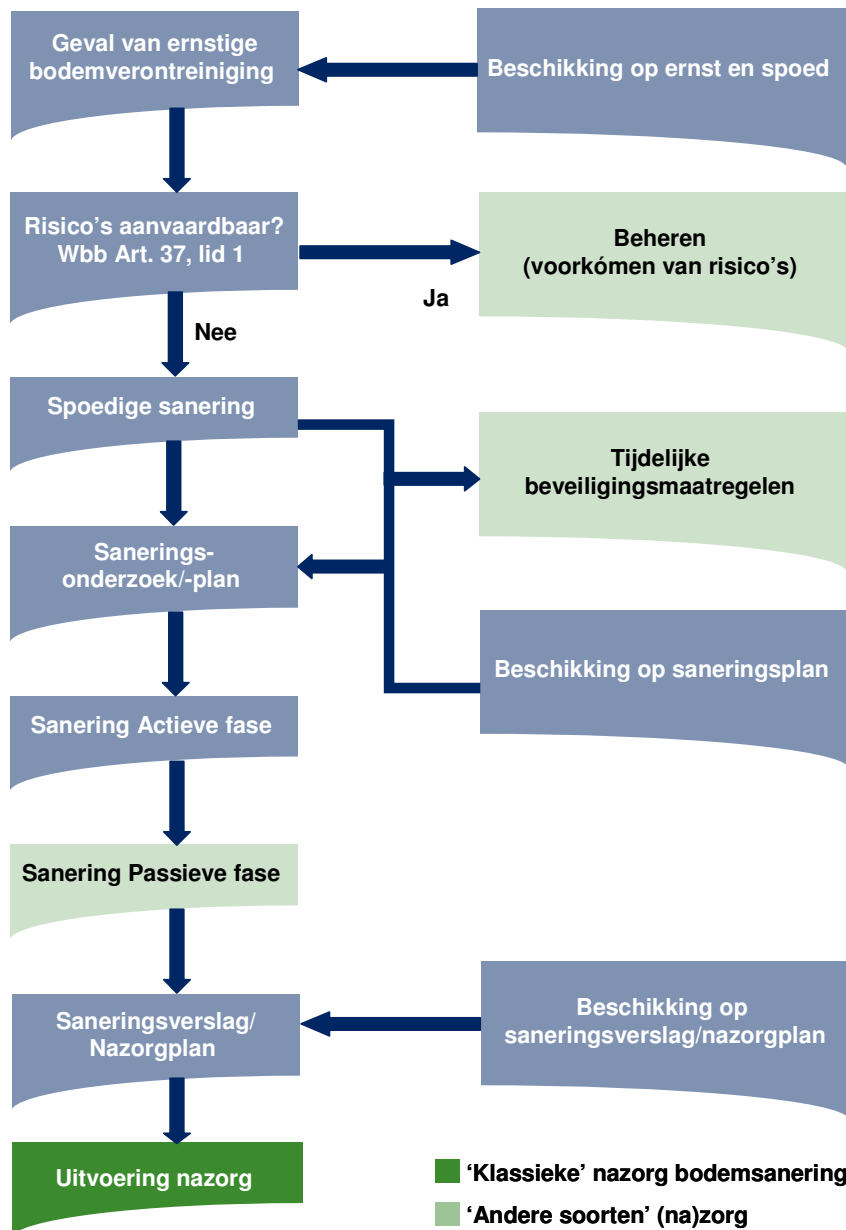 Geval van ernstige
bodemverontreiniging
Beschikking op ernst en spoed
Risico's aanvaardbaar?
Wbb Art. 37, lid 1
Beheren
(voorkómen van risico's)
Ja
Nee
Spoedige sanering
Tijdelijke
beveiligingsmaatregelen
Sanerings-
onderzoek/-plan
Beschikking op saneringsplan
Sanering Actieve fase
Sanering Passieve fase
Saneringsverslag/
Nazorgplan
Beschikking op
saneringsverslag/nazorgplan
Uitvoering nazorg
‘Klassieke’ nazorg bodemsanering
‘Andere soorten’ (na)zorg